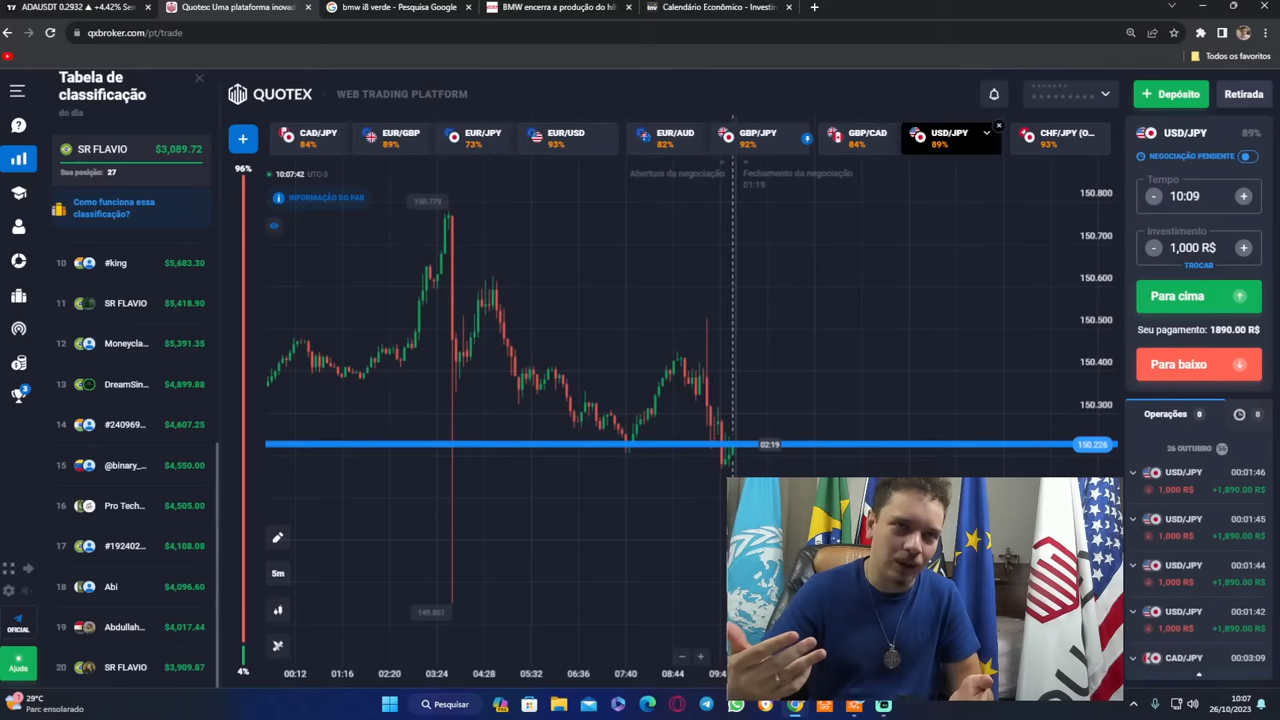 ADAUSDT 0.2932 ▲ +4.42% Sem
Quotex: Uma plataforma inovad
bmw i8 verde - Pesquisa Google
BMW encerra a produção do hí
Calendário Econômico - Investin
qxbroker.com/pt/trade
Todos os favoritos
Tabela de classificação
do dia
SR FLAVIO $3,089.72
Sua posição: 27
Como funciona essa classificação?
10 #king $5,683.30
11 SR FLAVIO $5,418.90
12 Moneycla... $5,391.35
13 DreamSin... $4,899.88
14 #240969... $4,607.25
15 @binary_... $4,550.00
16 Pro Tech... $4,505.00
17 #192402... $4,108.08
18 Abi $4,096.60
19 Abdullah... $4,017.44
20 SR FLAVIO $3,909.87
3
OFICIAL
Ajuda
QUOTEX
WEB TRADING PLATFORM
CAD/JPY 84%
EUR/GBP 89%
EUR/JPY 73%
EUR/USD 93%
EUR/AUD 82%
GBP/JPY 92%
GBP/CAD 84%
USD/JPY 89%
CHF/JPY (O... 93%
96%
4%
10:07:42 UTC-3
INFORMAÇÃO DO PAR
Abertura da negociação
Fechamento da negociação
01:19
150.779
149.851
02:19
150.800
150.700
150.600
150.500
150.400
150.300
150.226
5m
00:12 01:16 02:20 03:24 04:28 05:32 06:36 07:40 08:44 09:4
Depósito
Retirada
USD/JPY 89%
NEGOCIAÇÃO PENDENTE
Tempo
- 10:09 +
Investimento
- 1,000 R$ +
TROCAR
Para cima
Seu pagamento: 1890.00 R$
Para baixo
Operações 0
0
26 OUTUBRO
USD/JPY 00:01:46
1,000 R$ +1,890.00 R$
USD/JPY 00:01:45
1,000 R$ +1,890.00 R$
USD/JPY 00:01:44
1,000 R$ +1,890.00 R$
USD/JPY 00:01:42
1,000 R$ +1,890.00 R$
CAD/JPY 00:03:09
1
29°C
Parc ensolarado
Pesquisar
10:07
26/10/2023